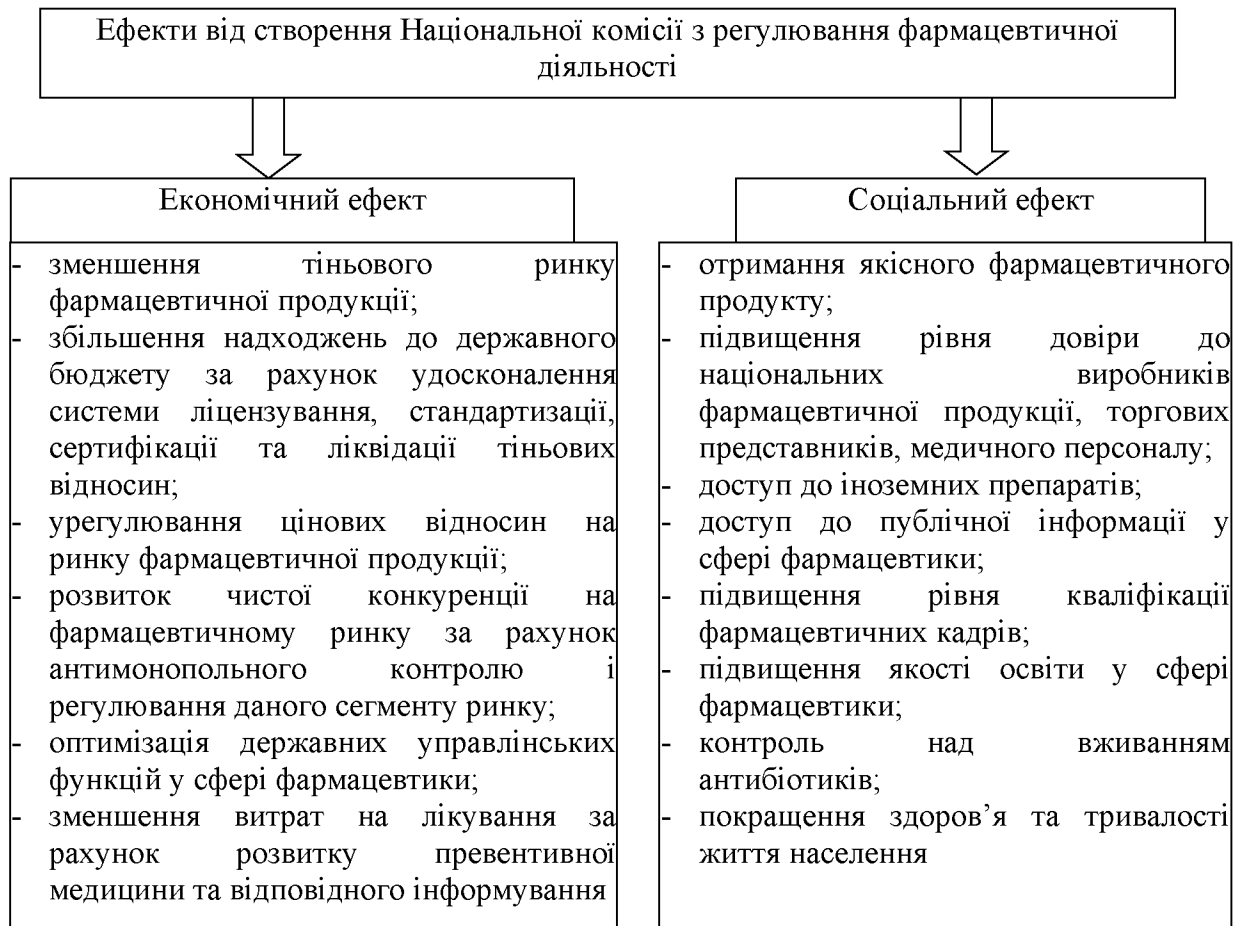 Ефекти від створення Національної комісії з регулювання фармацевтичної
діяльності
Економічний ефект
- зменшення тіньового ринку
фармацевтичної продукції;
- збільшення надходжень до державного
бюджету за рахунок удосконалення
системи ліцензування, стандартизації,
сертифікації та ліквідації тіньових
відносин;
- урегулювання цінових відносин на
ринку фармацевтичної продукції;
- розвиток чистої конкуренції на
фармацевтичному ринку за рахунок
антимонопольного контролю і
регулювання даного сегменту ринку;
- оптимізація державних управлінських
функцій у сфері фармацевтики;
- зменшення витрат на лікування за
рахунок розвитку превентивної
медицини та відповідного інформування
Соціальний ефект
- отримання якісного фармацевтичного
продукту;
- підвищення рівня довіри до
національних виробників
фармацевтичної продукції, торгових
представників, медичного персоналу;
- доступ до іноземних препаратів;
- доступ до публічної інформації у
сфері фармацевтики;
- підвищення рівня кваліфікації
фармацевтичних кадрів;
- підвищення якості освіти у сфері
фармацевтики;
- контроль над вживанням
антибіотиків;
- покращення здоров’я та тривалості
життя населення